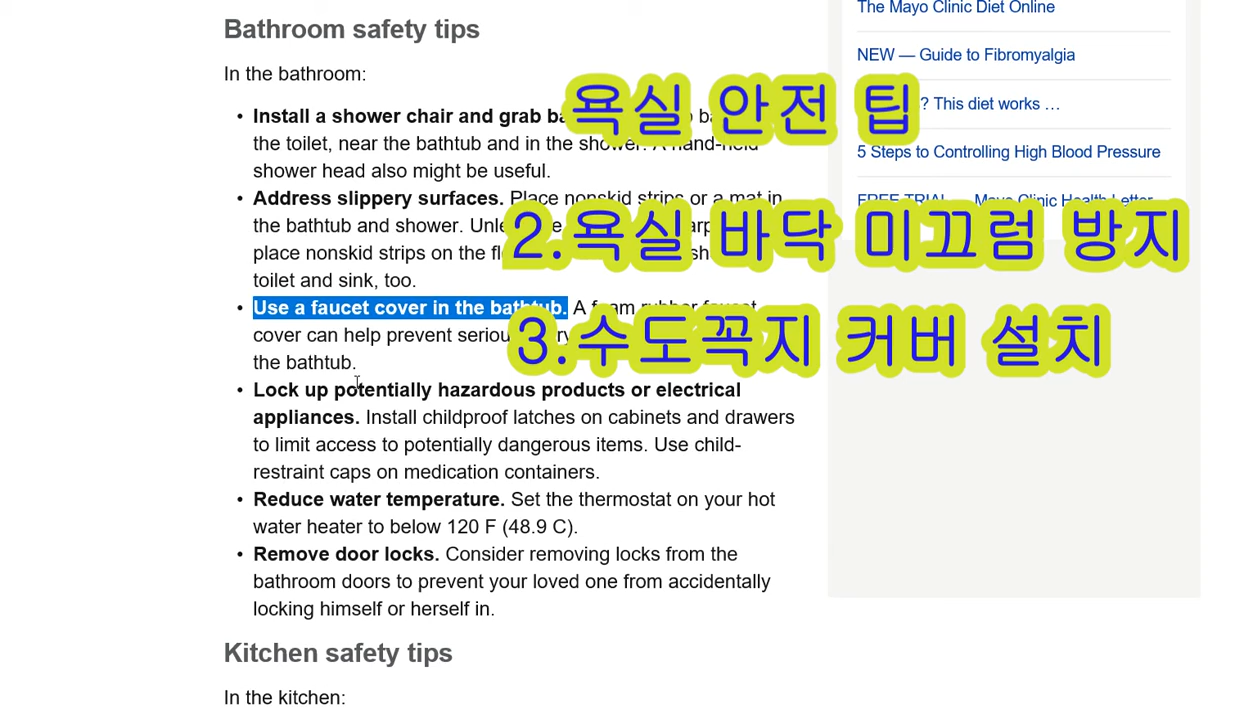 Bathroom safety tips
In the bathroom:
• Install a shower chair and grab
the toilet, near the bathtub and in the shower. A hand-held
shower head also might be useful.
• Address slippery surfaces. Place nonskid strips or a mat in
the bathtub and shower.
place nonskid strips on the
toilet and sink, too.
• Use a faucet cover in the bathtub. A foam rubber faucet
cover can help prevent
the bathtub.
• Lock up potentially hazardous products or electrical
appliances. Install childproof latches on cabinets and drawers
to limit access to potentially dangerous items. Use child-
restraint caps on medication containers.
• Reduce water temperature. Set the thermostat on your hot
water heater to below 120 F (48.9 C).
• Remove door locks. Consider removing locks from the
bathroom doors to prevent your loved one from accidentally
locking himself or herself in.
Kitchen safety tips
In the kitchen:
The Mayo Clinic Diet Online
NEW — Guide to Fibromyalgia
? This diet works …
5 Steps to Controlling High Blood Pressure
FREE TRIAL — Mayo Clinic Health Letter
욕실 안전 팁
2.욕실 바닥 미끄럼 방지
3.수도꼭지 커버 설치